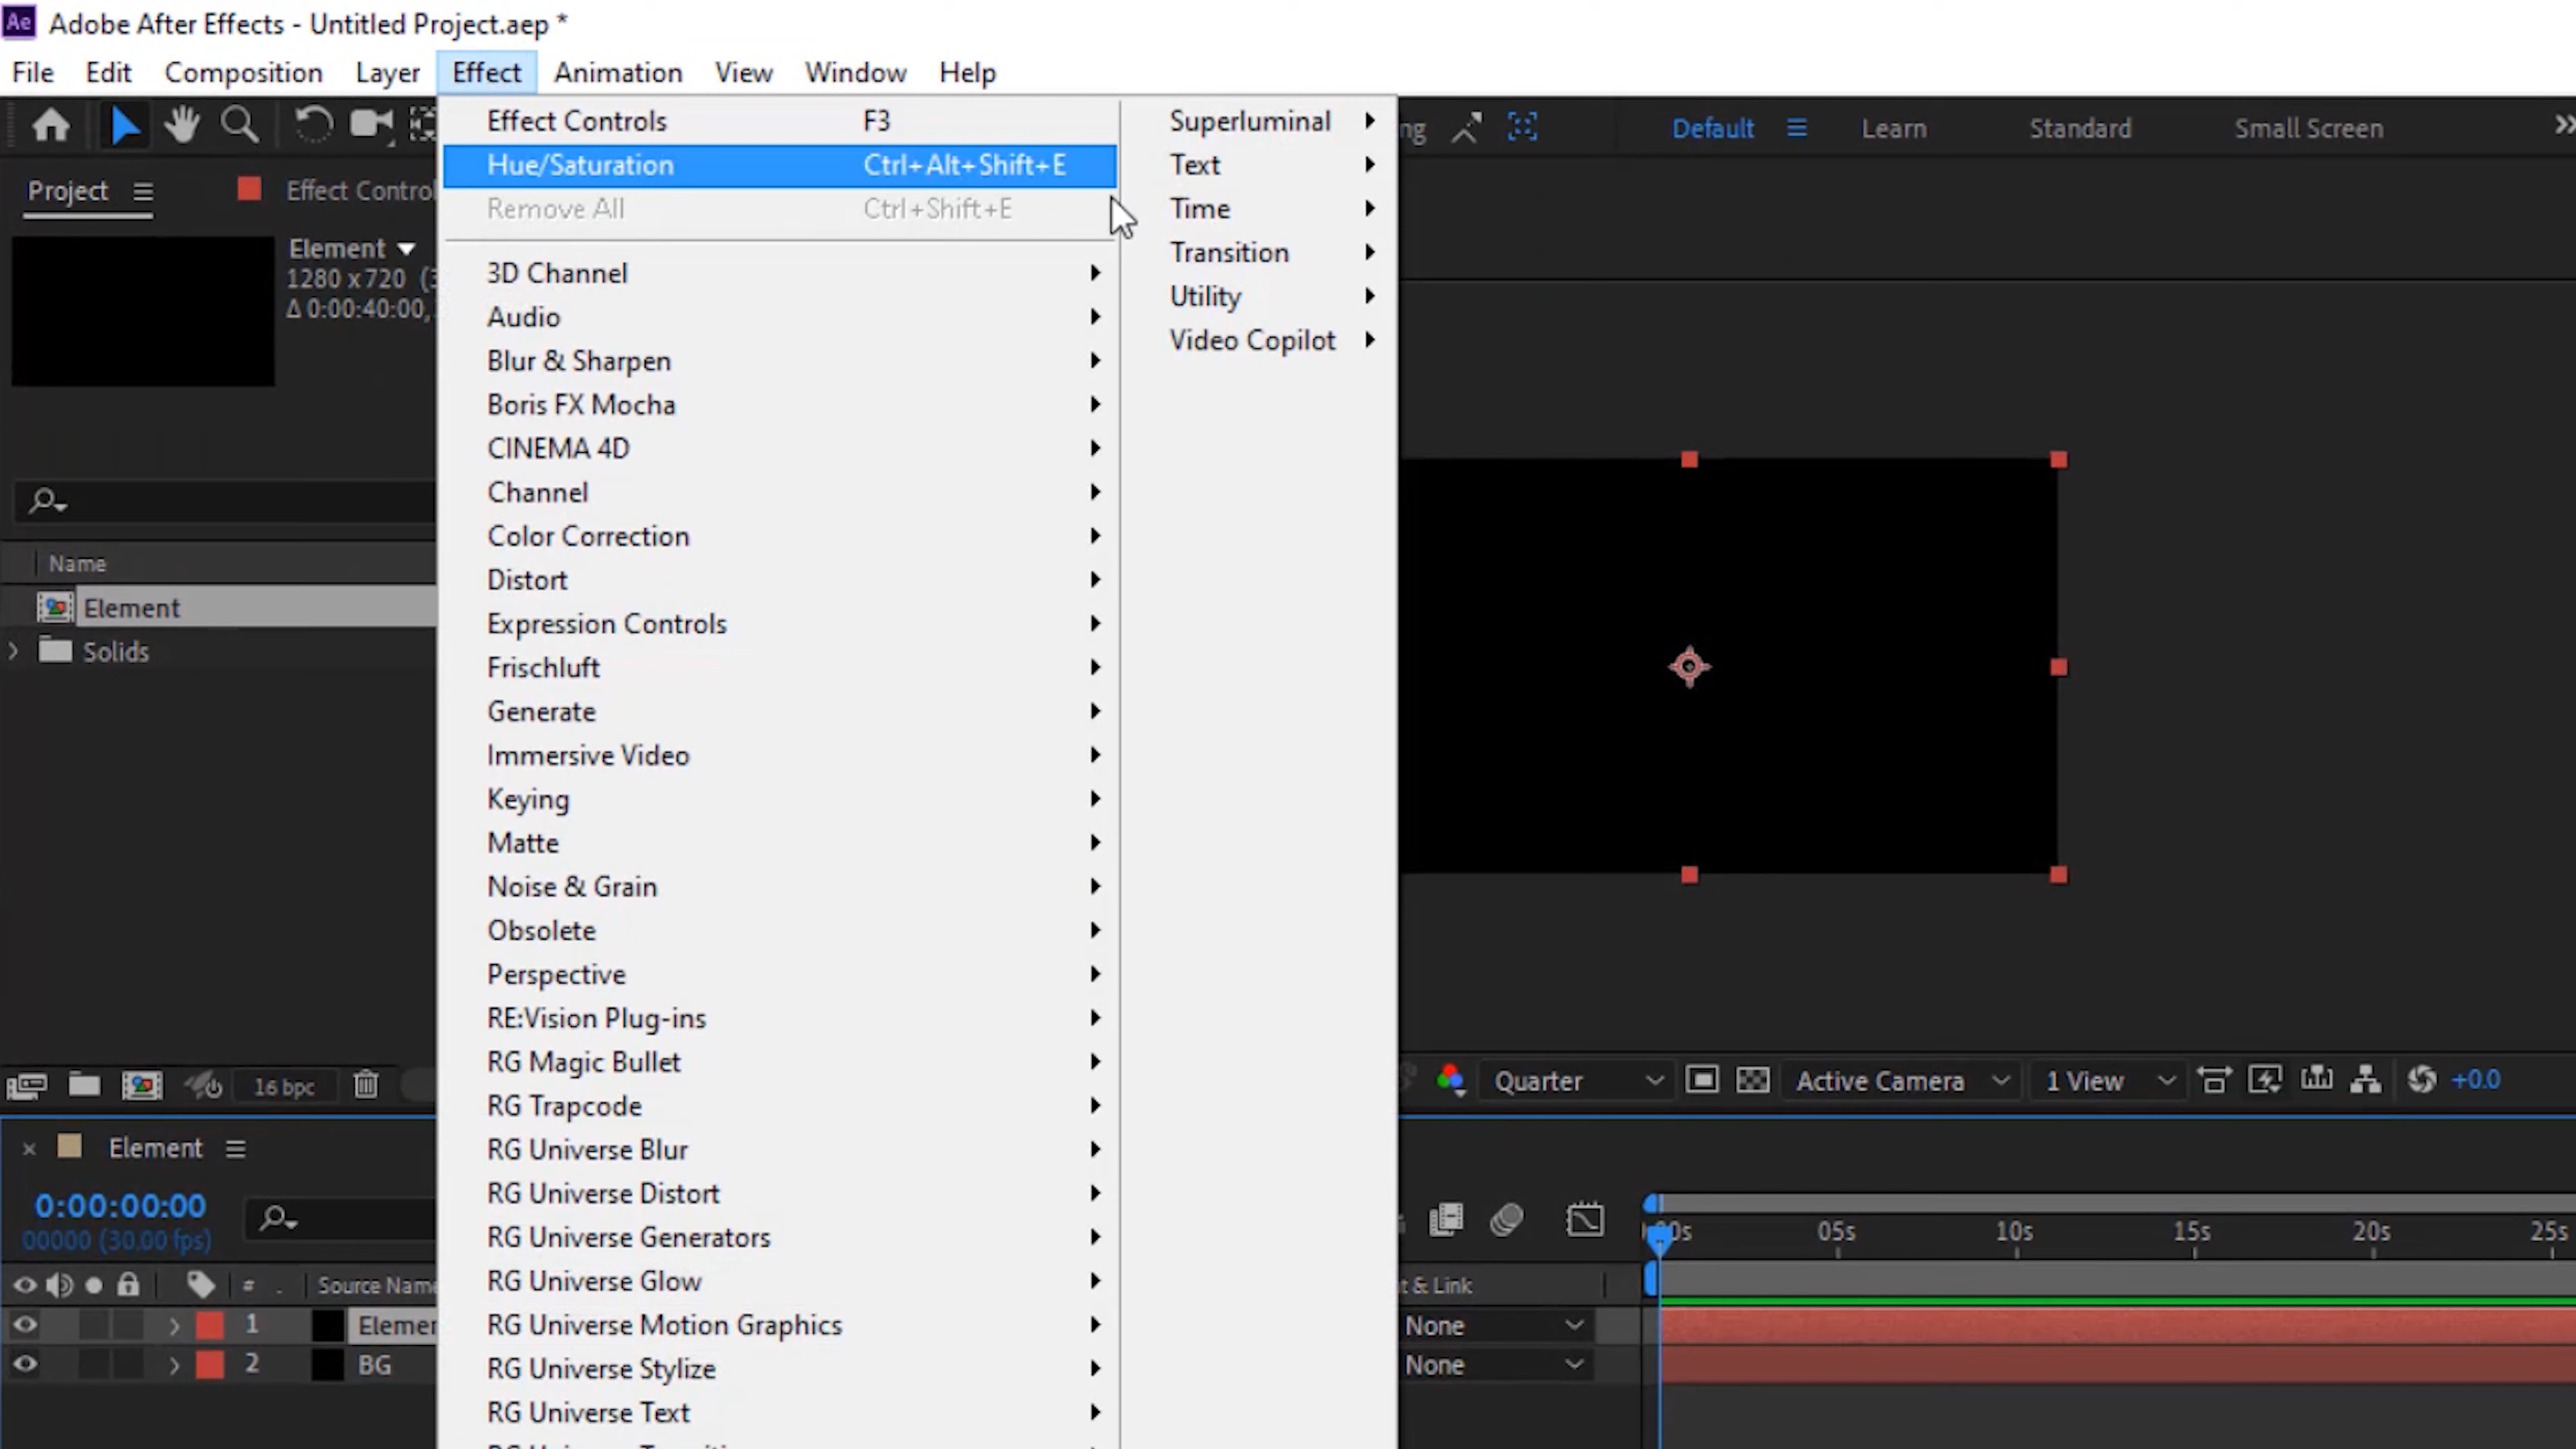 Ae Adobe After Effects - Untitled Project.aep *
File Edit Composition Layer Effect Animation View Window Help
Default Learn Standard Small Screen
Project
Element
1280 x 720
Δ 0:00:40:00,
Name
Element
Solids
16 bpc
Effect Controls F3
Hue/Saturation Ctrl+Alt+Shift+E
Remove All Ctrl+Shift+E
3D Channel
Audio
Blur & Sharpen
Boris FX Mocha
CINEMA 4D
Channel
Color Correction
Distort
Expression Controls
Frischluft
Generate
Immersive Video
Keying
Matte
Noise & Grain
Obsolete
Perspective
RE:Vision Plug-ins
RG Magic Bullet
RG Trapcode
RG Universe Blur
RG Universe Distort
RG Universe Generators
RG Universe Glow
RG Universe Motion Graphics
RG Universe Stylize
RG Universe Text
Superluminal
Text
Time
Transition
Utility
Video Copilot
Quarter Active Camera 1 View +0.0
Element
0:00:00:00
00000 (30.00 fps)
05s 10s 15s 20s 25s
# Source Name & Link
1 None
2 BG None